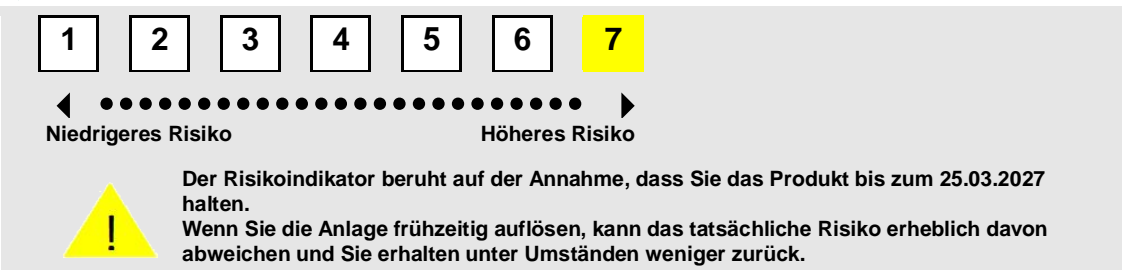 1 2 3 4 5 6 7
Niedrigeres Risiko Höheres Risiko
Der Risikoindikator beruht auf der Annahme, dass Sie das Produkt bis zum 25.03.2027
halten.
Wenn Sie die Anlage frühzeitig auflösen, kann das tatsächliche Risiko erheblich davon
abweichen und Sie erhalten unter Umständen weniger zurück.
!